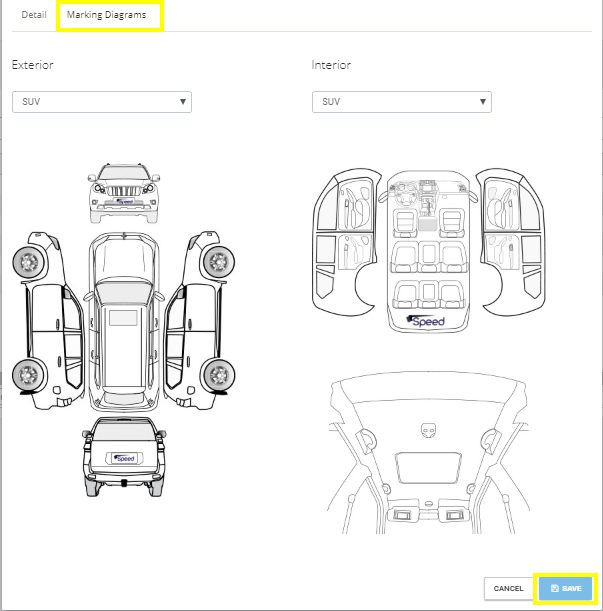 Detail Marking Diagrams
Exterior Interior
SUV SUV
Speed
Speed
Speed
CANCEL SAVE